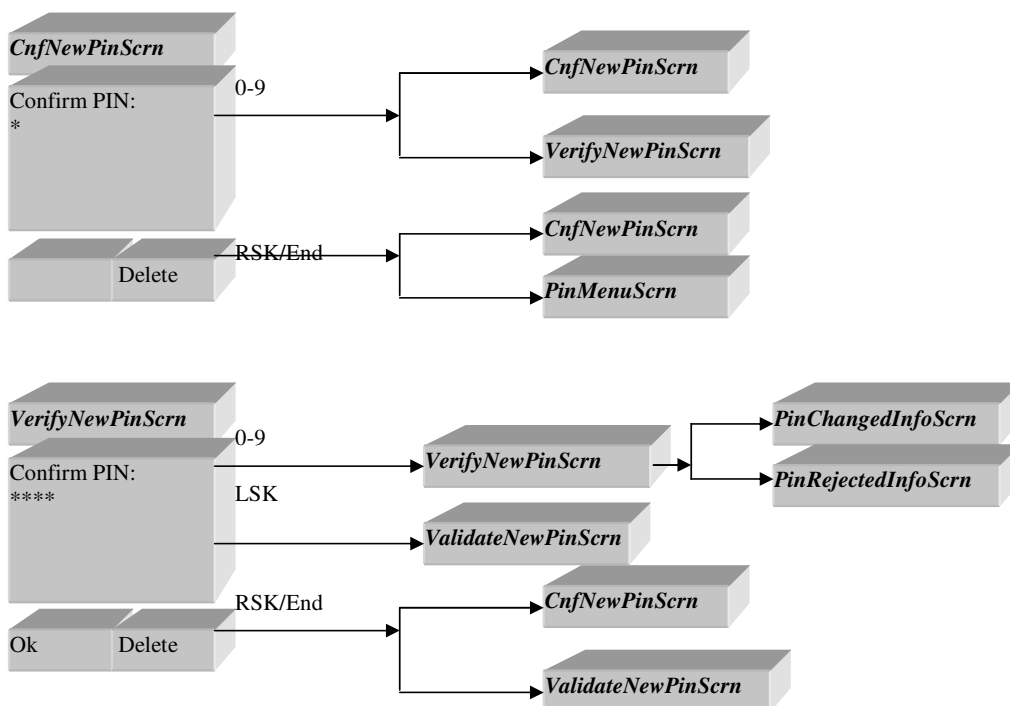 CnfNewPinScrn
Confirm PIN:
*
0-9
CnfNewPinScrn
VerifyNewPinScrn
Delete
RSK/End
CnfNewPinScrn
PinMenuScrn
VerifyNewPinScrn
Confirm PIN:
****
0-9
VerifyNewPinScrn
PinChangedInfoScrn
PinRejectedInfoScrn
LSK
ValidateNewPinScrn
Ok
Delete
RSK/End
CnfNewPinScrn
ValidateNewPinScrn